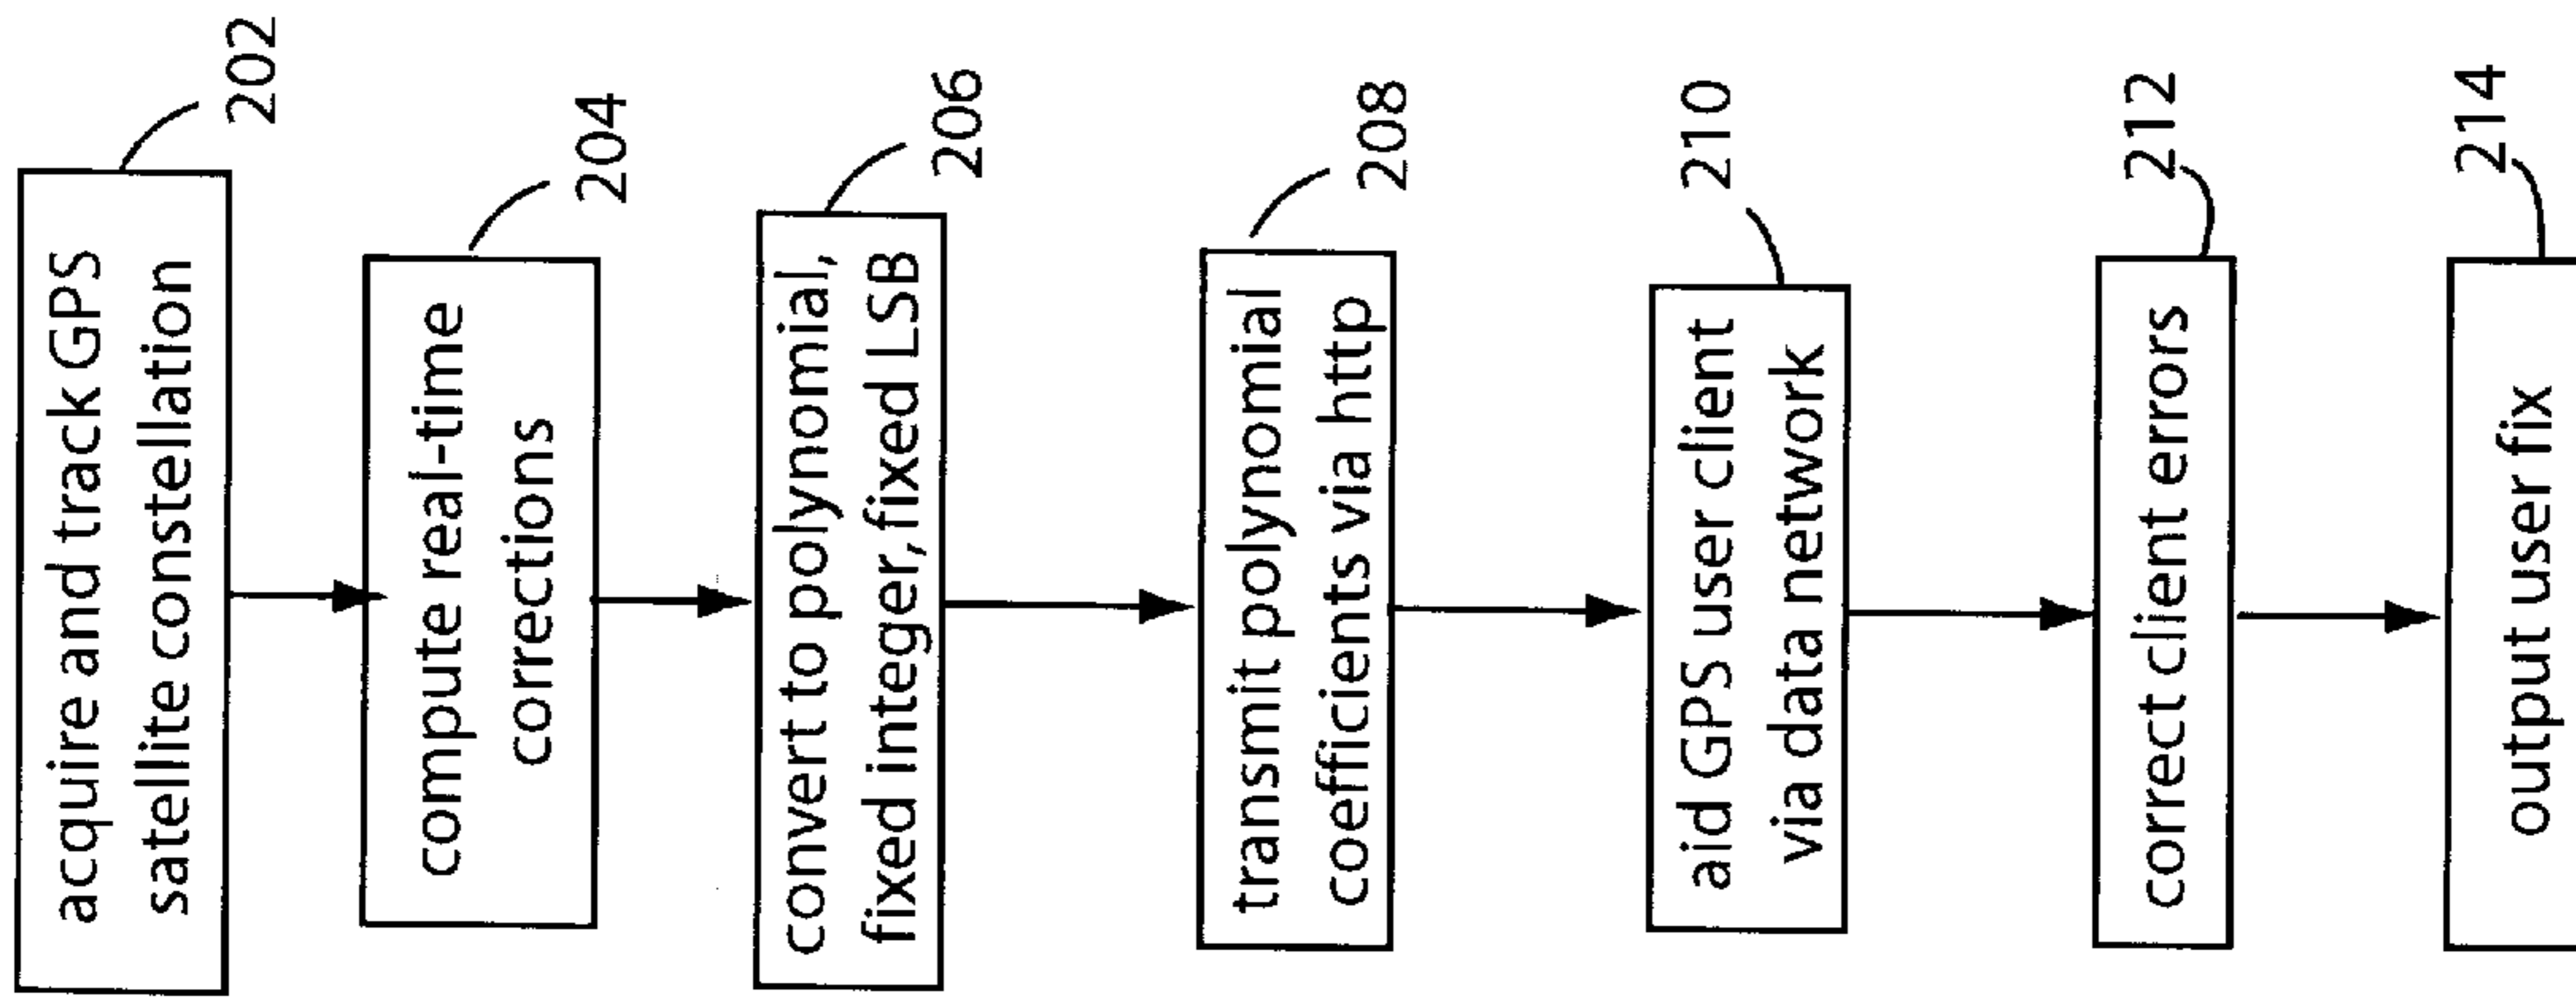 acquire and track GPS
satellite constellation
202
compute real-time
corrections
204
convert to polynomial,
fixed integer,fixed LSB
206
transmit polynomial
coefficients via http
208
aid GPS user client
via data network
210
correct client errors
212
output user fix
214